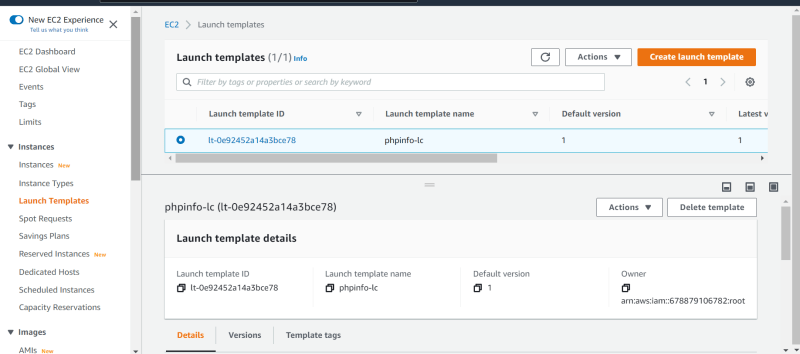 New EC2 Experience
Tell us what you think
EC2 Dashboard
EC2 Global View
Events
Tags
Limits
Instances
Instances New
Instance Types
Launch Templates
Spot Requests
Savings Plans
Reserved Instances New
Dedicated Hosts
Scheduled Instances
Capacity Reservations
Images
AMIs New
EC2 > Launch templates
Launch templates (1/1) Info
Actions
Create launch template
Filter by tags or properties or search by keyword
1
Launch template ID Launch template name Default version Latest v
lt-0e92452a14a3bce78 phpinfo-lc 1 1
phpinfo-lc (lt-0e92452a14a3bce78)
Actions
Delete template
Launch template details
Launch template ID
lt-0e92452a14a3bce78
Launch template name
phpinfo-lc
Default version
1
Owner
arn:aws:iam::678879106782:root
Details Versions Template tags